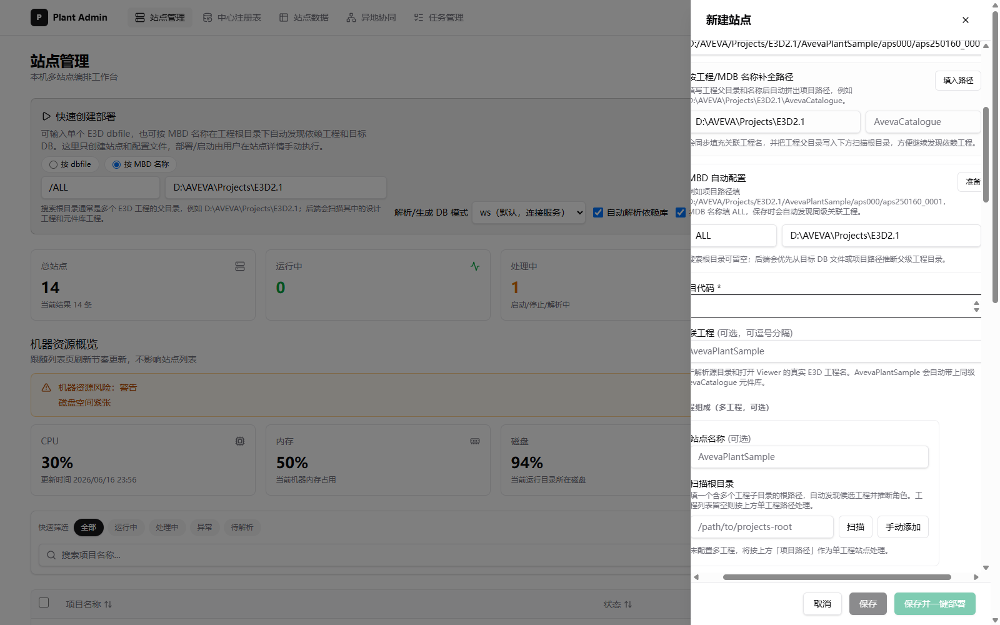 P Plant Admin 站点管理 中心注册表 站点数据 异地协同 任务管理
站点管理
本机多站点编排工作台
快速创建部署
可输入单个 E3D dbfile，也可按 MBD 名称在工程根目录下自动发现依赖工程和目标
DB。这里只创建站点和配置文件，部署/启动由用户在站点详情手动执行。
按 dbfile 按 MBD 名称
/ALL D:\AVEVA\Projects\E3D2.1
搜索根目录通常是多个 E3D 工程的父目录，例如 D:\AVEVA\Projects\E3D2.1；后端会扫描其中的设计
工程和元件库工程。
解析/生成 DB 模式 ws（默认，连接服务） 自动解析依赖库
总站点
14
当前结果 14 条
运行中
0
处理中
1
启动/停止/解析中
机器资源概览
跟随列表页刷新节奏更新，不影响站点列表
机器资源风险：警告
磁盘空间紧张
CPU
30%
更新时间 2026/06/16 23:56
内存
50%
当前机器内存占用
磁盘
94%
当前运行目录所在磁盘
快速筛选 全部 运行中 处理中 异常 待解析
搜索项目名称...
项目名称 状态
新建站点
D:/AVEVA/Projects/E3D2.1/AvevaPlantSample/aps000/aps250160_000
按工程/MDB 名称补全路径
填入路径
填写工程父目录和名称后自动拼出项目路径，例如
D:\AVEVA\Projects\E3D2.1\AvevaCatalogue。
D:\AVEVA\Projects\E3D2.1 AvevaCatalogue
会同步填充关联工程名，并把工程父目录写入下方扫描根目录，方便继续发现依赖工程。
MBD 自动配置
准备
例如项目路径填
D:/AVEVA/Projects/E3D2.1/AvevaPlantSample/aps000/aps250160_0001，
MDB 名称填 ALL，保存时会自动发现同级关联工程。
ALL D:\AVEVA\Projects\E3D2.1
搜索根目录可留空；后端会优先从目标 DB 文件或项目路径推断父级工程目录。
目代码 *
联工程 (可选，可逗号分隔)
AvevaPlantSample
于解析源目录和打开 Viewer 的真实 E3D 工程名。AvevaPlantSample 会自动带上同级
evaCatalogue 元件库。
程组成（多工程，可选）
站点名称 (可选)
AvevaPlantSample
扫描根目录
填一个含多个工程子目录的根路径，自动发现候选工程并推断角色。工
程列表留空则按上方单工程路径处理。
/path/to/projects-root 扫描 手动添加
未配置多工程，将按上方「项目路径」作为单工程站点处理。
取消 保存 保存并一键部署